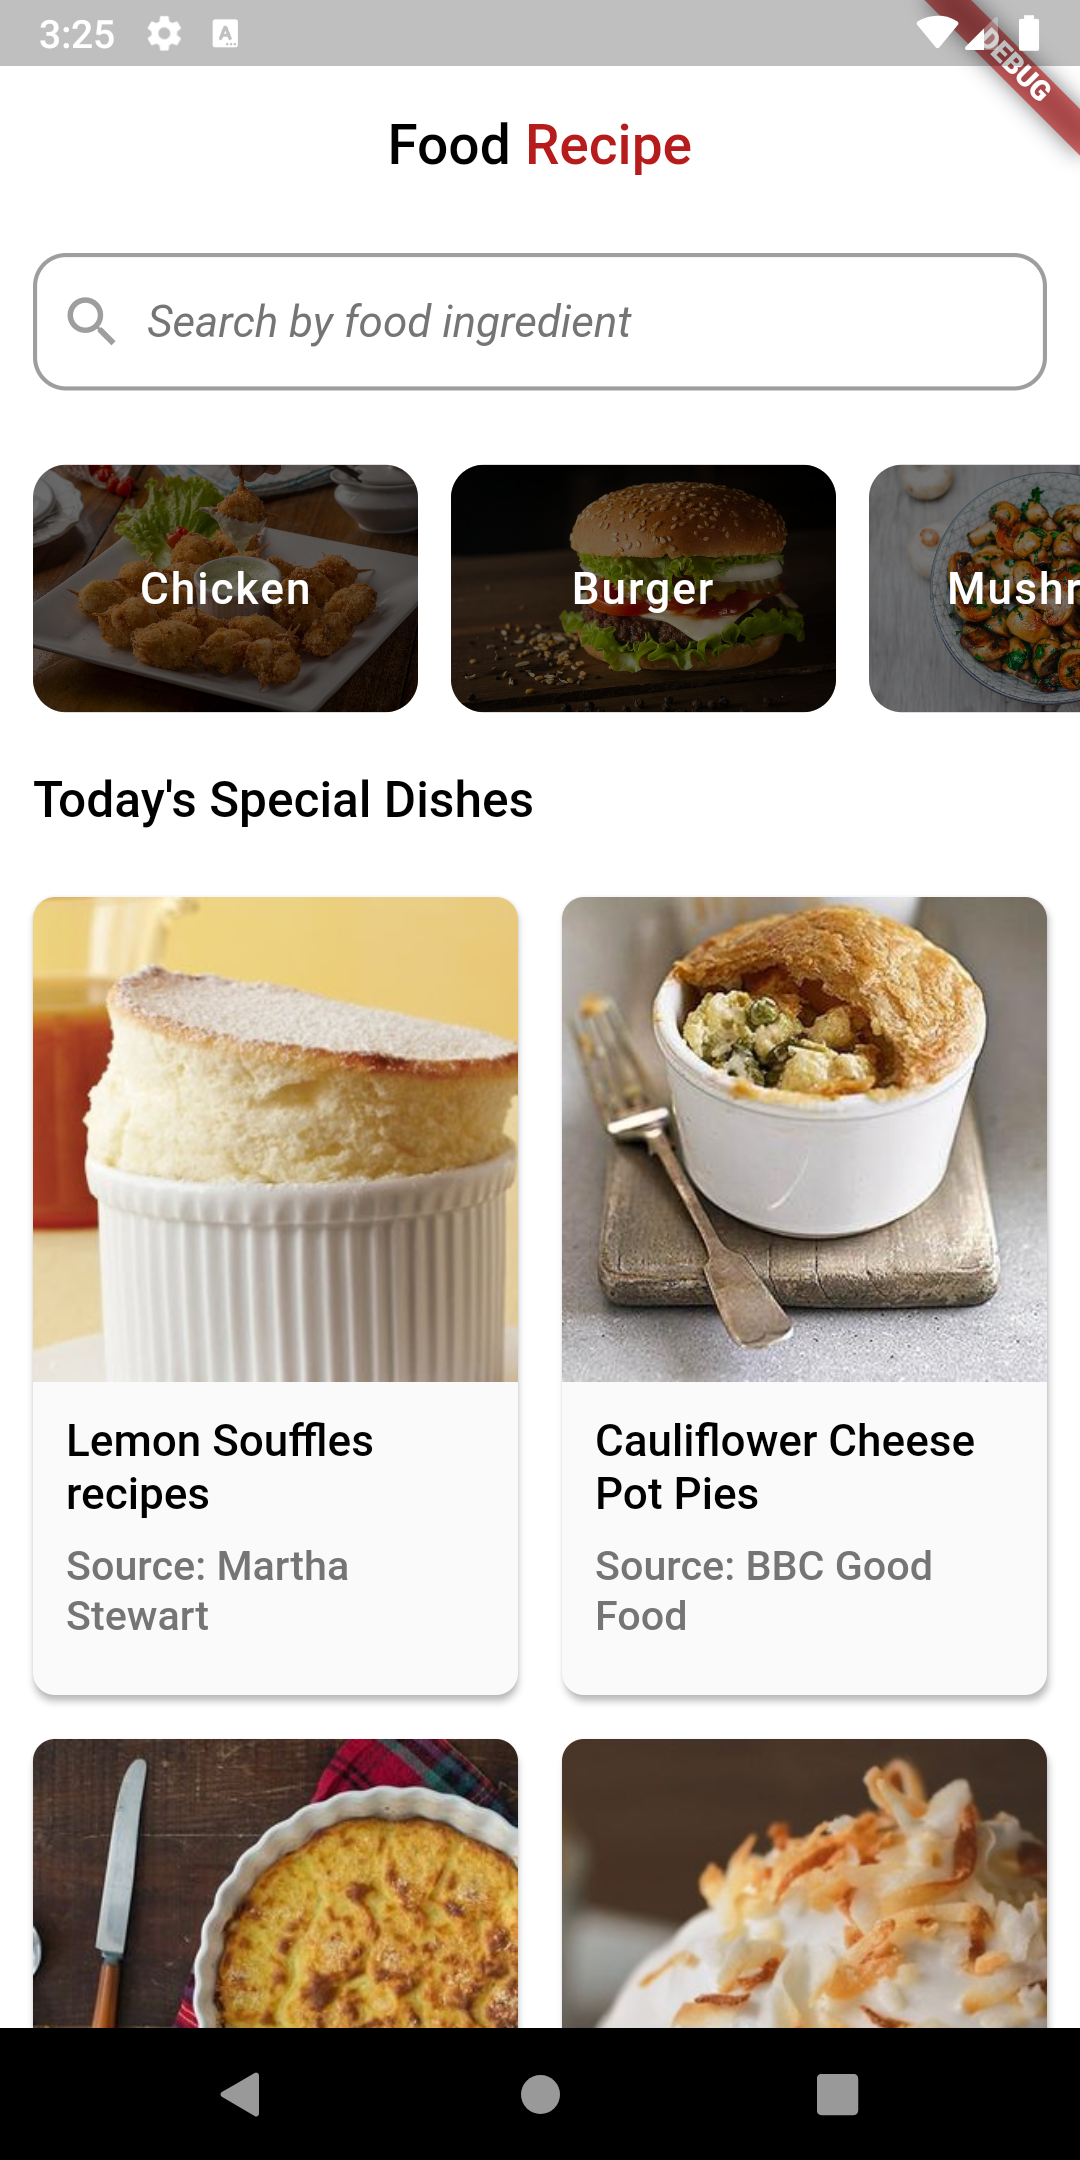 3:25
A
DEBUG
Food Recipe
Search by food ingredient
Chicken
Burger
Mushr
Today's Special Dishes
Lemon Souffles
recipes
Source: Martha
Stewart
Cauliflower Cheese
Pot Pies
Source: BBC Good
Food